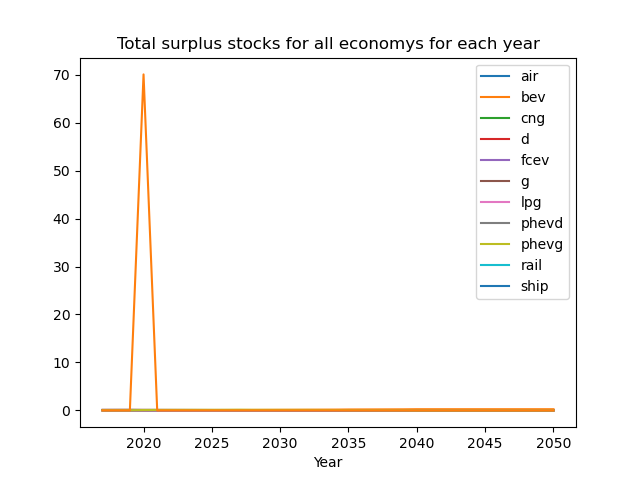 Total surplus stocks for all economys for each year
70
60
50
40
30
20
10
0
air
bev
cng
d
fcev
g
lpg
phevd
phevg
rail
ship
2020 2025 2030 2035 2040 2045 2050
Year